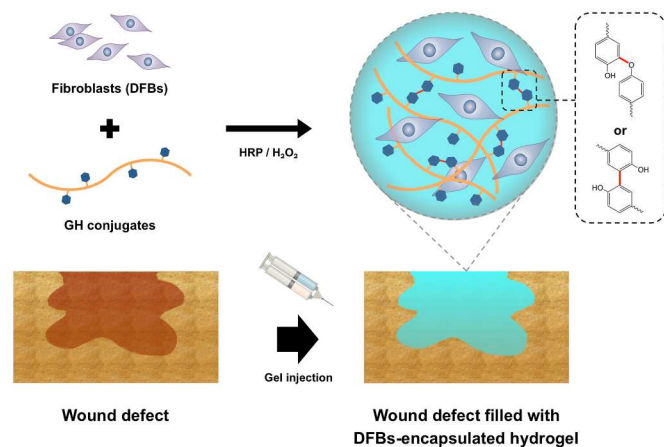 Fibroblasts (DFBs)
GH conjugates
HRP / H₂O₂
O
OH
or
OH
HO
Gel injection
Wound defect
Wound defect filled with
DFBs-encapsulated hydrogel